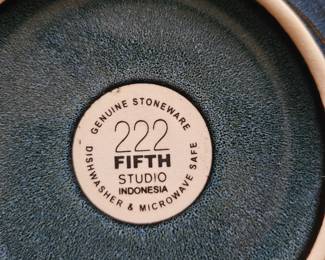 GENUINE STONEWARE
222
FIFTH
STUDIO
INDONESIA
DISHWASHER & MICROWAVE SAFE